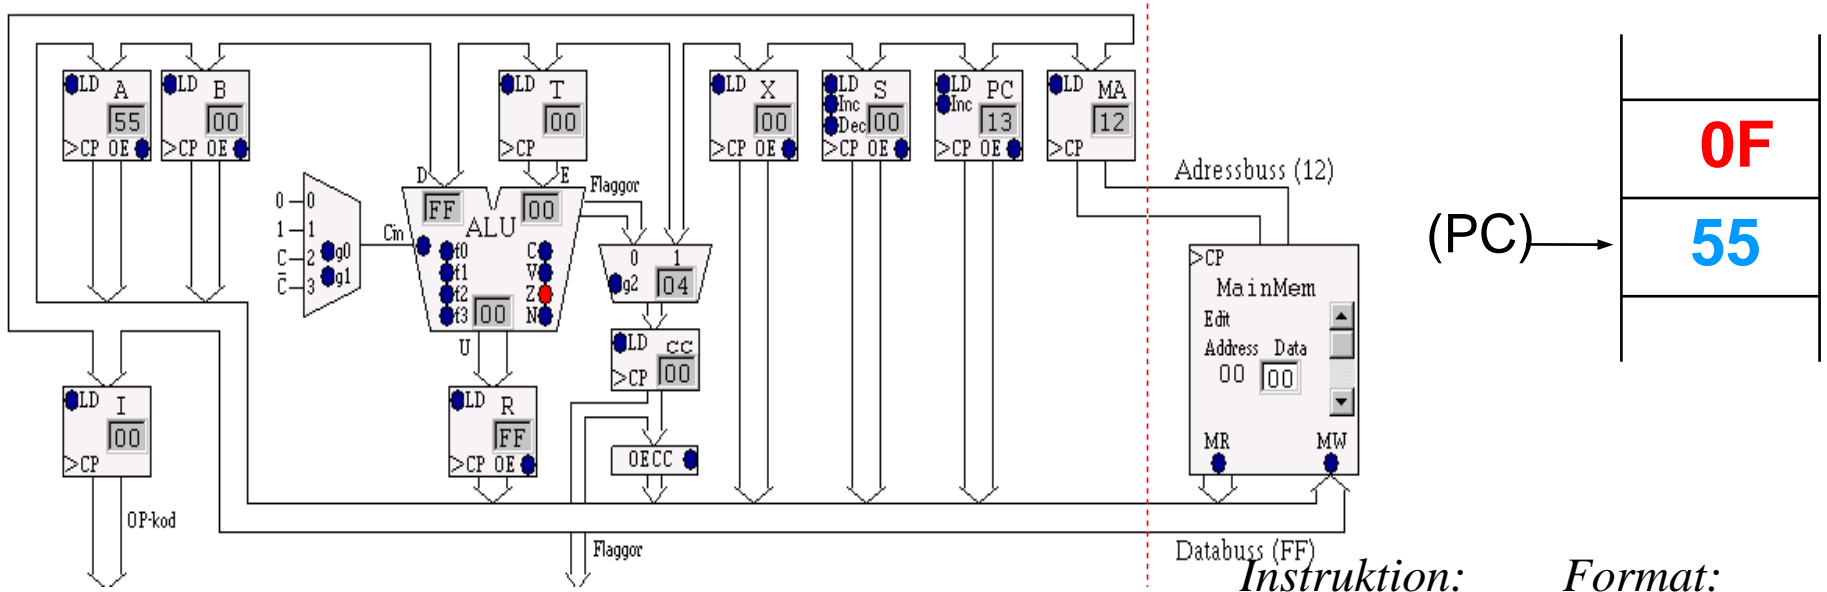 LD A 55 >CP OE
LD B 00 >CP OE
LD T 00 >CP
LD X 00 >CP OE
LD Inc Dec S 00 >CP OE
LD Inc PC 13 >CP OE
LD MA 12 >CP
0F
55
(PC)
Adressbuss (12)
0 0
1 1
C 2 g0
C̄ 3 g1
Cin
D E
FF 00
ALU
f0 C
f1 V
f2 Z
f3 00 N
U
Flaggor
0 1
g2 04
LD CC
>CP 00
OECC
Flaggor
LD I 00 >CP
OP-kod
LD R FF >CP OE
>CP
MainMem
Edit
Address Data
00 00
MR MW
Databuss (FF)
Instruktion: Format: